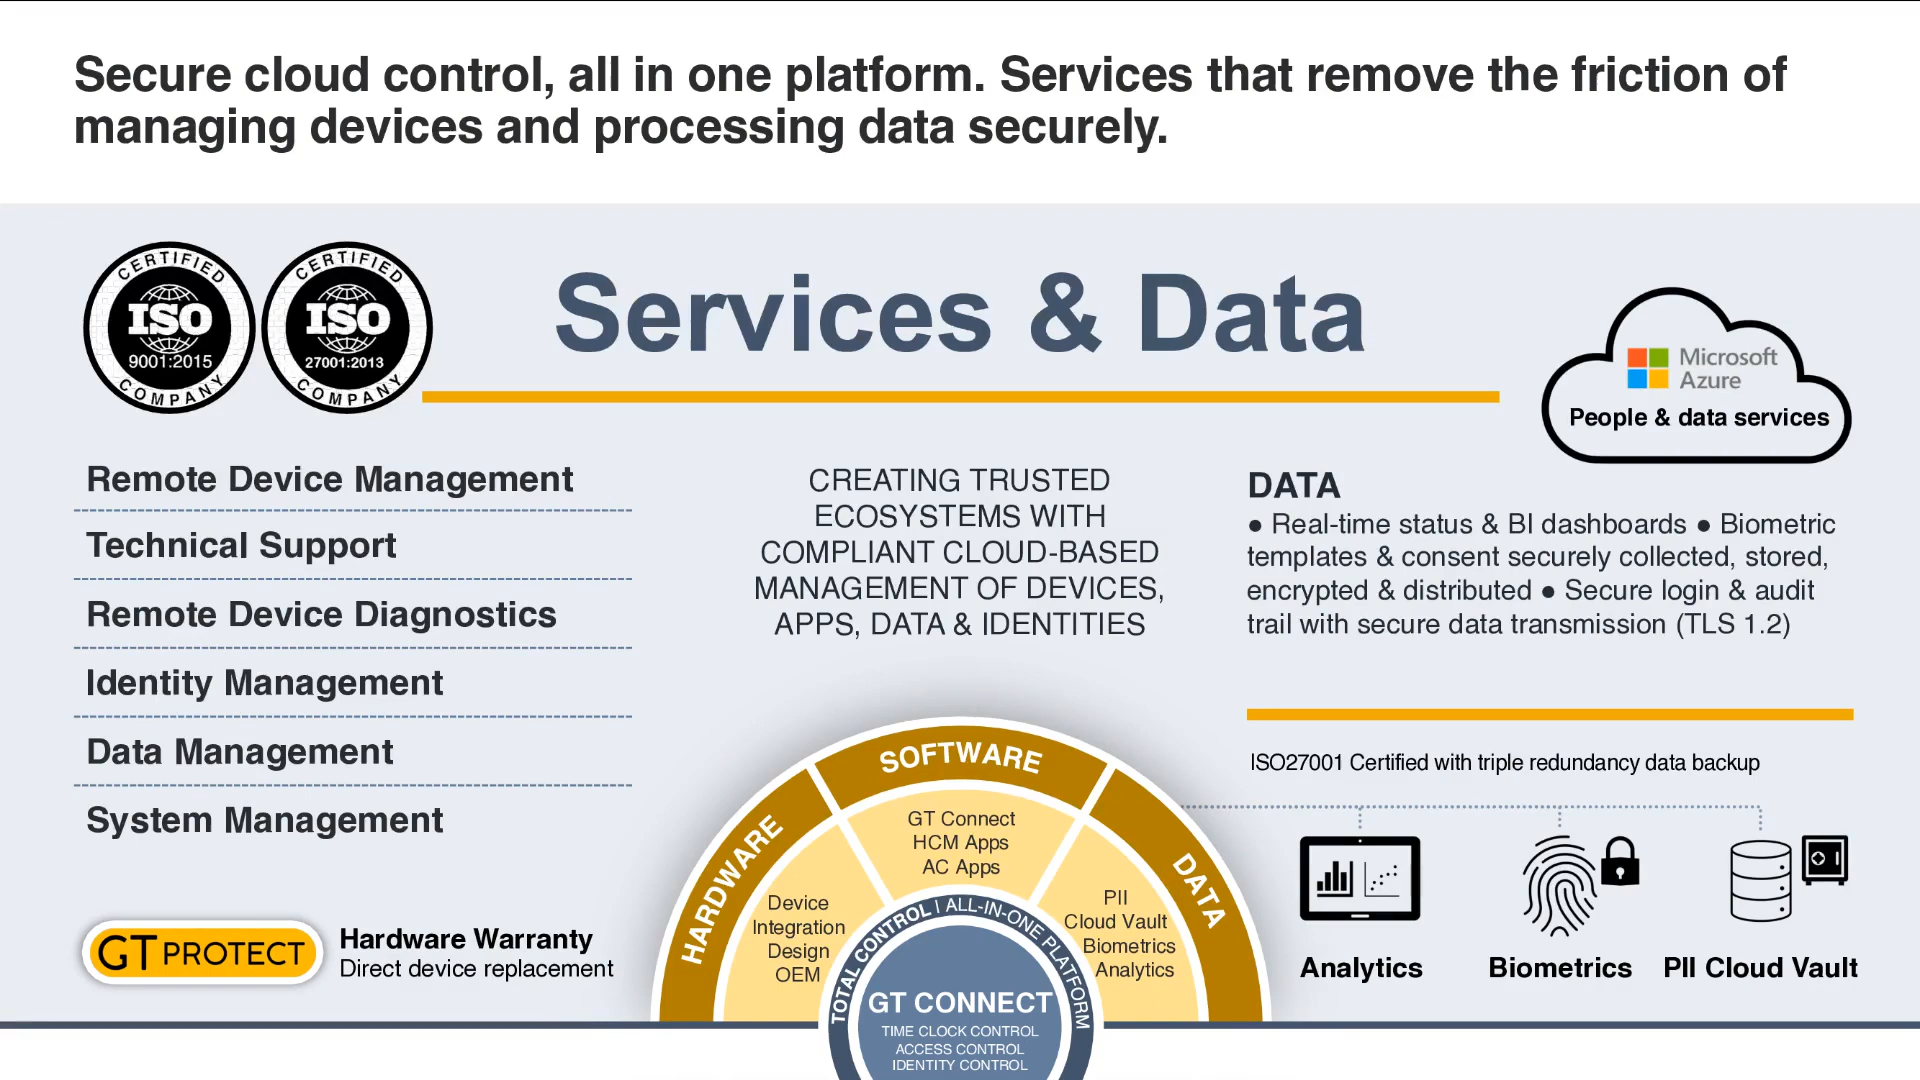 Secure cloud control, all in one platform. Services that remove the friction of
managing devices and processing data securely.
CERTIFIED
ISO
9001:2015
COMPANY
CERTIFIED
ISO
27001:2013
COMPANY
Services & Data
Microsoft
Azure
People & data services
Remote Device Management
Technical Support
Remote Device Diagnostics
Identity Management
Data Management
System Management
GT PROTECT
Hardware Warranty
Direct device replacement
CREATING TRUSTED
ECOSYSTEMS WITH
COMPLIANT CLOUD-BASED
MANAGEMENT OF DEVICES,
APPS, DATA & IDENTITIES
HARDWARE
Device
Integration
Design
OEM
SOFTWARE
GT Connect
HCM Apps
AC Apps
DATA
PII
Cloud Vault
Biometrics
Analytics
TOTAL CONTROL | ALL-IN-ONE PLATFORM
GT CONNECT
TIME CLOCK CONTROL
ACCESS CONTROL
IDENTITY CONTROL
DATA
● Real-time status & BI dashboards ● Biometric
templates & consent securely collected, stored,
encrypted & distributed ● Secure login & audit
trail with secure data transmission (TLS 1.2)
ISO27001 Certified with triple redundancy data backup
Analytics
Biometrics
PII Cloud Vault